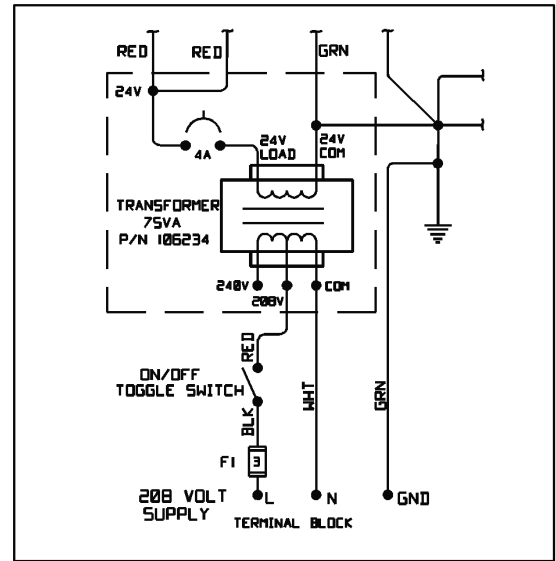 RED
RED
GRN
24V
4A
24V
LOAD
24V
COM
TRANSFORMER
75VA
P/N 106234
240V
208V
COM
RED
ON/OFF
TOGGLE SWITCH
BLK
WHT
GRN
F1
3
208 VOLT
SUPPLY
L
N
GND
TERMINAL BLOCK